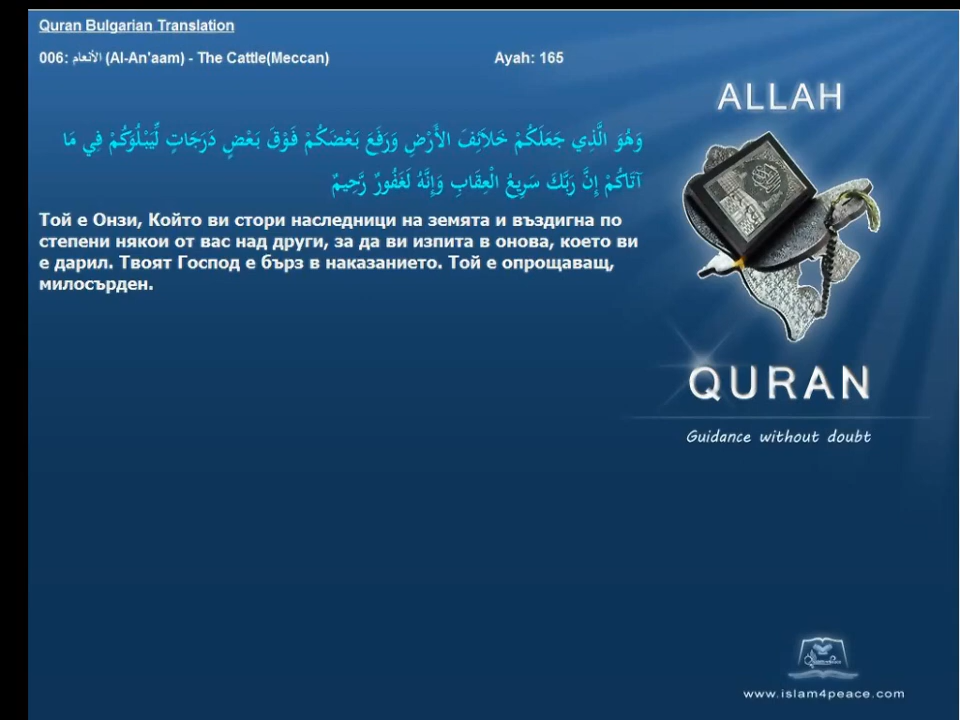 Quran Bulgarian Translation
006: الأنعام (Al-An'aam) - The Cattle(Meccan) Ayah: 165
وَهُوَ الَّذِي جَعَلَكُمْ خَلاَئِفَ الأَرْضِ وَرَفَعَ بَعْضَكُمْ فَوْقَ بَعْضٍ دَرَجَاتٍ لِّيَبْلُوَكُمْ فِي مَا
آتَاكُمْ إِنَّ رَبَّكَ سَرِيعُ الْعِقَابِ وَإِنَّهُ لَغَفُورٌ رَّحِيمٌ
Той е Онзи, Който ви стори наследници на земята и въздигна по
степени някои от вас над други, за да ви изпита в онова, което ви
е дарил. Твоят Господ е бърз в наказанието. Той е опрощаващ,
милосърден.
ALLAH
QURAN
Guidance without doubt
www.islam4peace.com